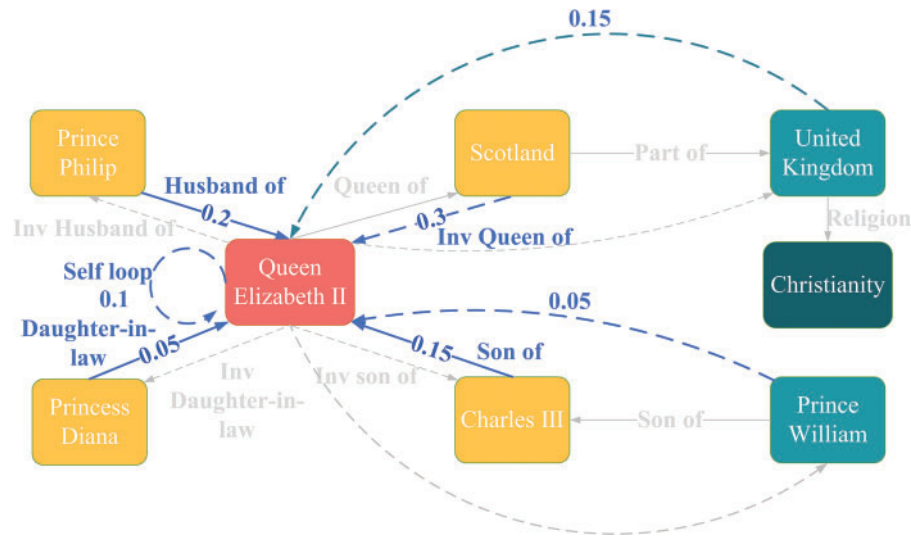 0.15
Prince
Philip
Scotland
Part of
United
Kingdom
Husband of
Queen of
0.2
0.3
Inv Husband of
Inv Queen of
Religion
Self loop
0.1
Queen
Elizabeth II
Christianity
0.05
Daughter-in-
law
0.05
0.15
Son of
Inv
Daughter-in-
law
Inv son of
Princess
Diana
Charles III
Son of
Prince
William